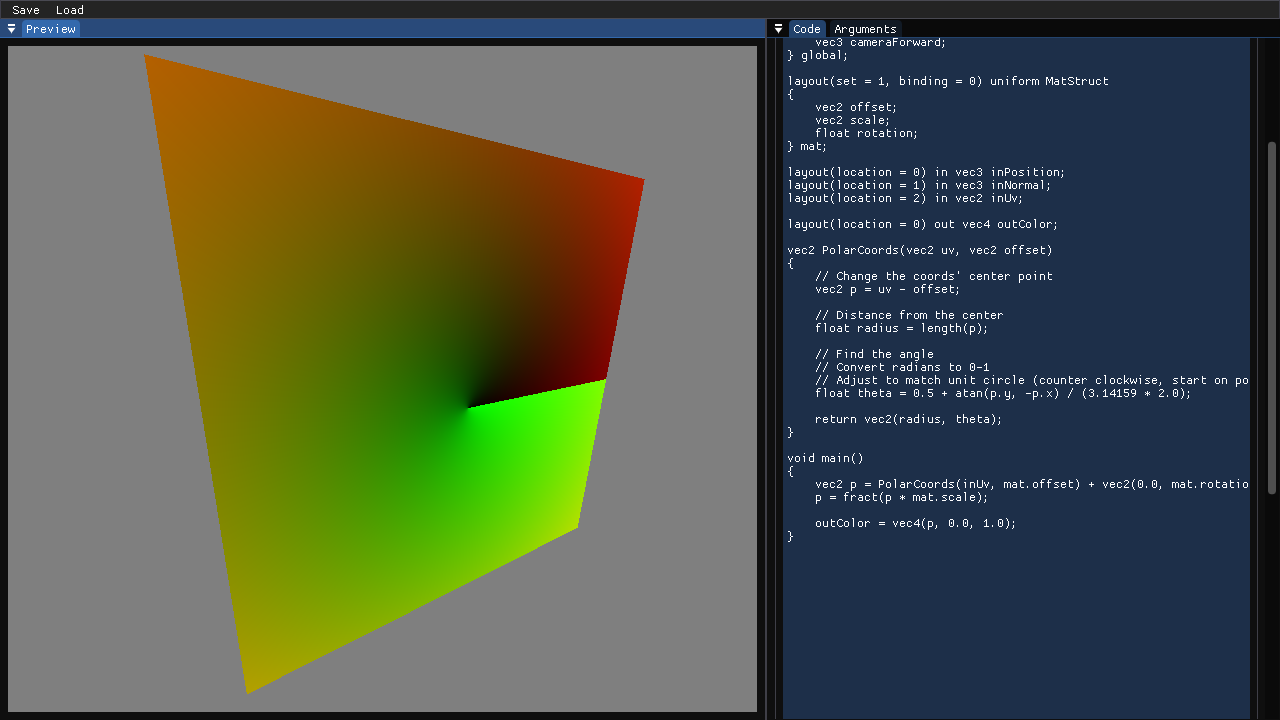 Save Load
Preview
Code Arguments
vec3 cameraForward;
} global;
layout(set = 1, binding = 0) uniform MatStruct
{
vec2 offset;
vec2 scale;
float rotation;
} mat;
layout(location = 0) in vec3 inPosition;
layout(location = 1) in vec3 inNormal;
layout(location = 2) in vec2 inUv;
layout(location = 0) out vec4 outColor;
vec2 PolarCoords(vec2 uv, vec2 offset)
{
// Change the coords' center point
vec2 p = uv - offset;
// Distance from the center
float radius = length(p);
// Find the angle
// Convert radians to 0-1
// Adjust to match unit circle (counter clockwise, start on po
float theta = 0.5 + atan(p.y, -p.x) / (3.14159 * 2.0);
return vec2(radius, theta);
}
void main()
{
vec2 p = PolarCoords(inUv, mat.offset) + vec2(0.0, mat.rotatio
p = fract(p * mat.scale);
outColor = vec4(p, 0.0, 1.0);
}